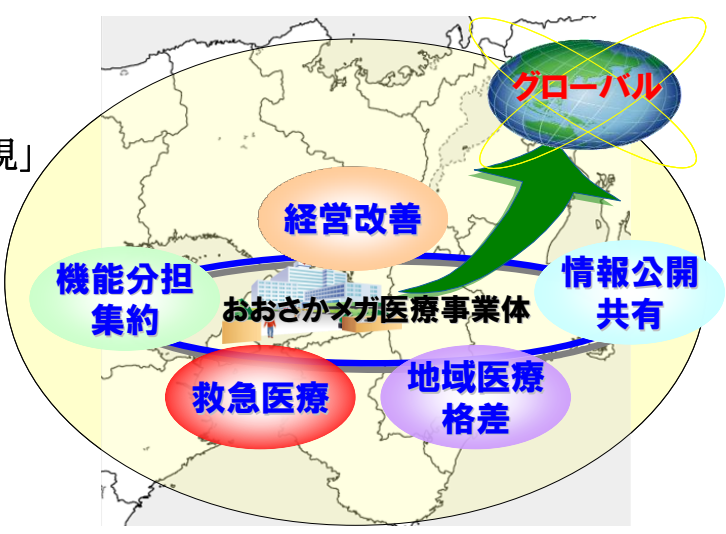 グローバル
現」
経営改善
機能分担
集約
情報公開
共有
おおさかメガ医療事業体
救急医療
地域医療
格差